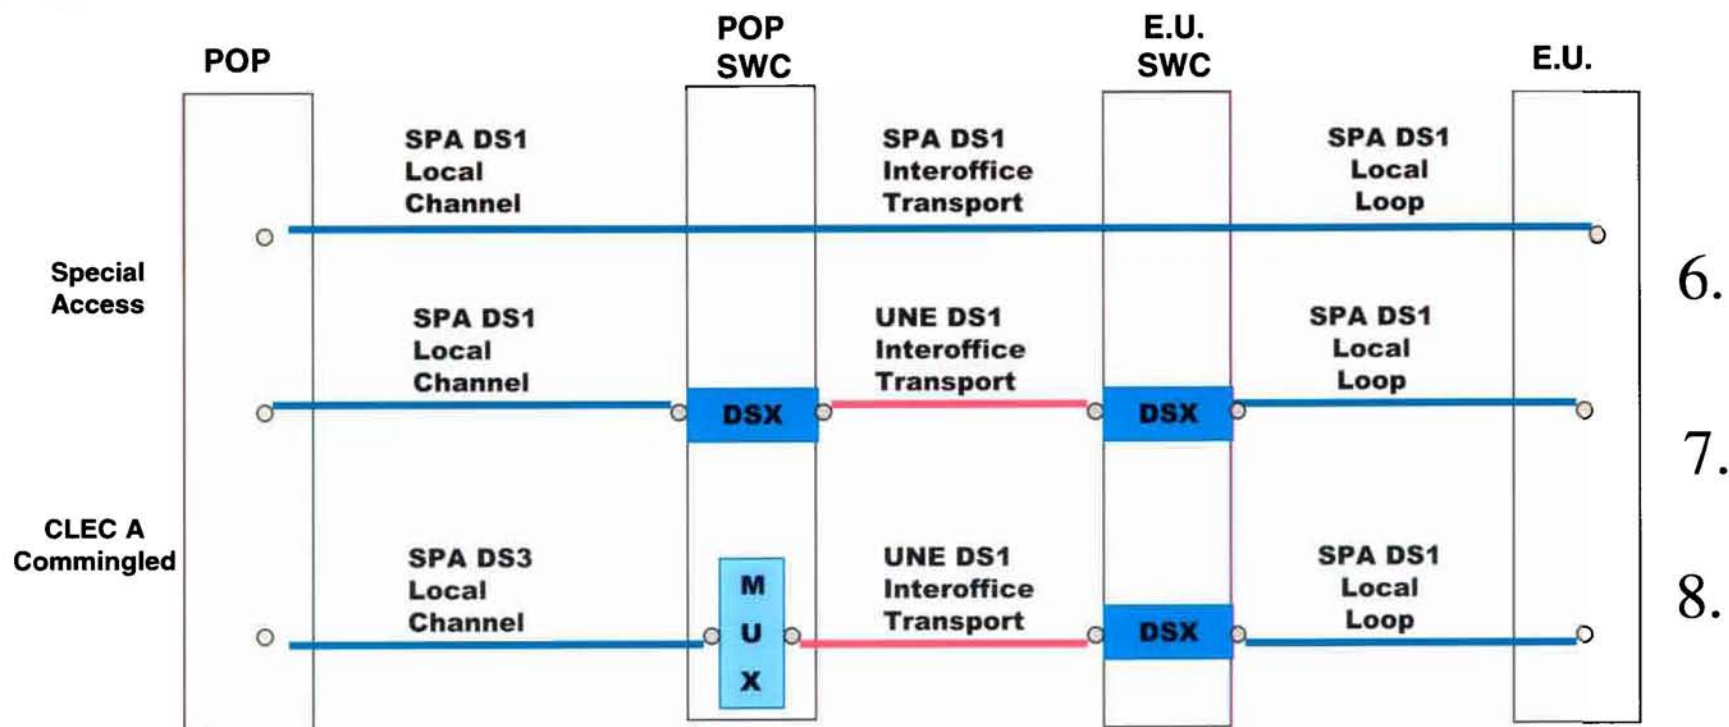 POP
POP
SWC
E.U.
SWC
E.U.
SPA DS1
Local
Channel
SPA DS1
Interoffice
Transport
SPA DS1
Local
Loop
Special
Access
6.
SPA DS1
Local
Channel
UNE DS1
Interoffice
Transport
SPA DS1
Local
Loop
DSX
DSX
7.
CLEC A
Commingled
SPA DS3
Local
Channel
M
U
X
UNE DS1
Interoffice
Transport
DSX
SPA DS1
Local
Loop
8.